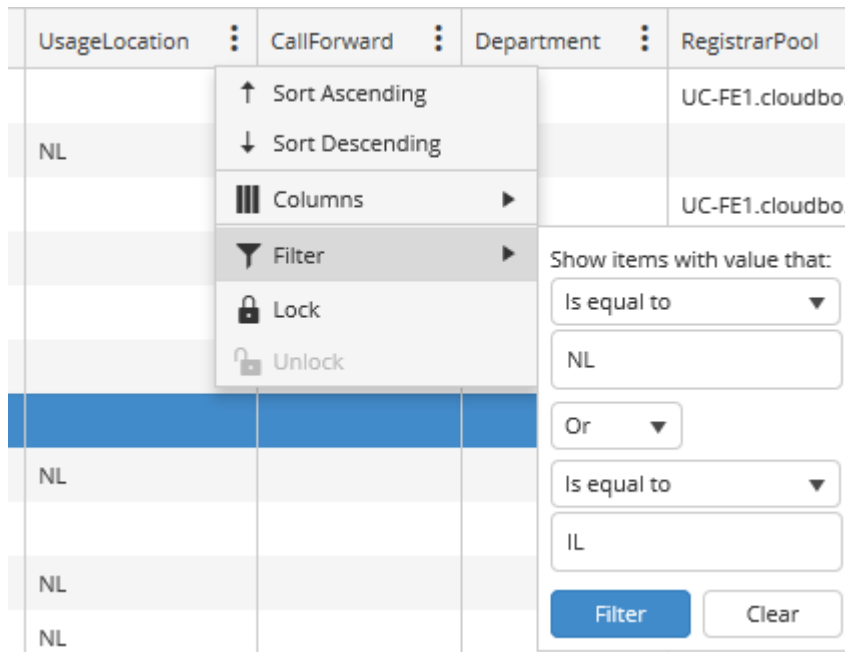 UsageLocation CallForward Department RegistrarPool
Sort Ascending
UC-FE1.cloudbo
Sort Descending
NL
Columns
UC-FE1.cloudbo
Filter
Show items with value that:
Is equal to
Lock
NL
Unlock
Or
NL
Is equal to
IL
NL
Filter Clear
NL